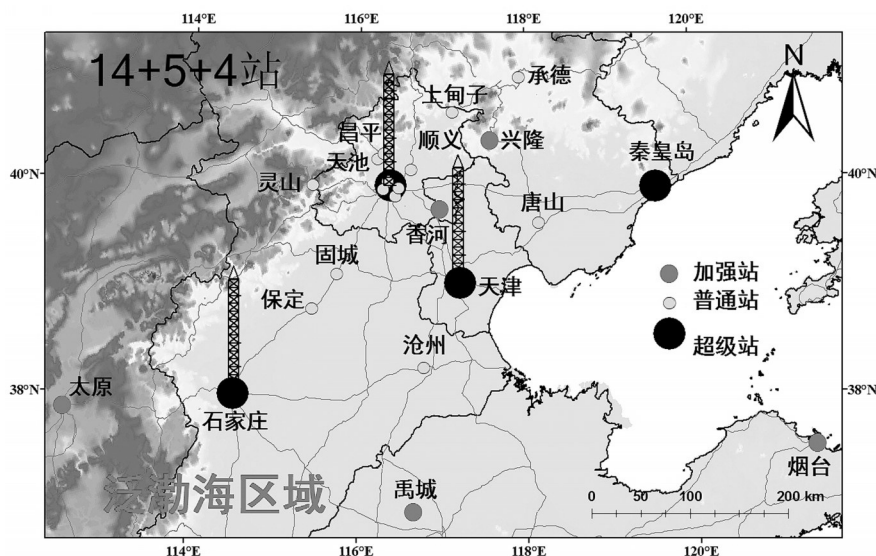 114°E
116°E
118°E
120°E
14+5+4站
N
承德
上甸子
昌平
顺义
兴隆
天池
秦皇岛
40°N
40°N
灵山
唐山
香河
固城
加强站
天津
普通站
保定
超级站
沧州
38°N
38°N
太原
石家庄
烟台
泛渤海区域
禹城
0 50 100 200 km
114°E
116°E
118°E
120°E